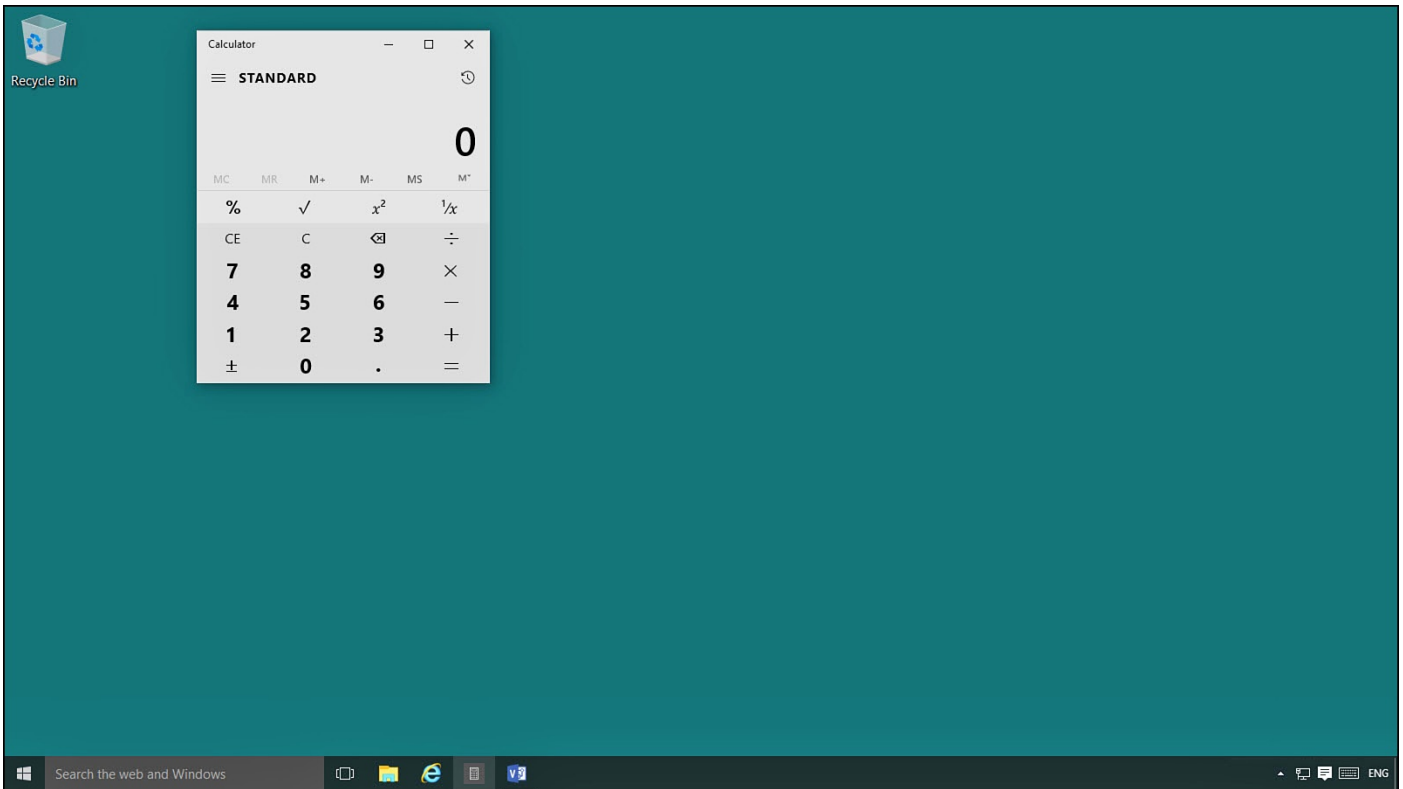 Recycle Bin
Calculator
STANDARD
0
MC MR M+ M- MS M˅
% √ x² ¹/x
CE C ÷
7 8 9 ×
4 5 6 −
1 2 3 +
± 0 . =
Search the web and Windows
ENG